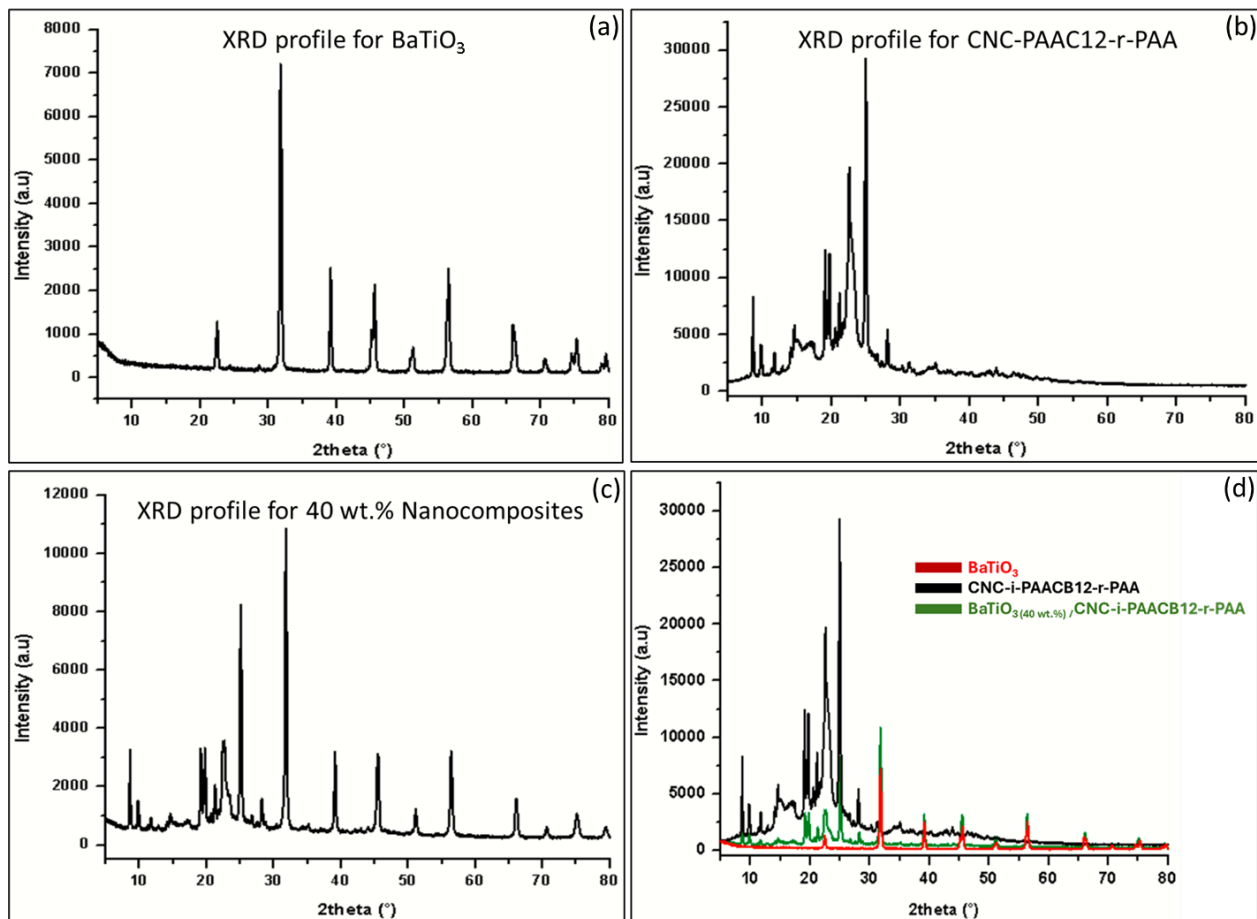 (a)
XRD profile for BaTiO₃
8000
7000
6000
5000
4000
3000
2000
1000
0
Intensity (a.u)
10 20 30 40 50 60 70 80
2theta (°)
(b)
XRD profile for CNC-PAAC12-r-PAA
30000
25000
20000
15000
10000
5000
0
Intensity (a.u)
10 20 30 40 50 60 70 80
2theta (°)
(c)
XRD profile for 40 wt.% Nanocomposites
12000
10000
8000
6000
4000
2000
0
Intensity (a.u)
10 20 30 40 50 60 70 80
2theta (°)
(d)
30000
25000
20000
15000
10000
5000
0
Intensity (a.u)
BaTiO₃
CNC-i-PAACB12-r-PAA
BaTiO₃ (40 wt.%) /CNC-i-PAACB12-r-PAA
10 20 30 40 50 60 70 80
2theta (°)